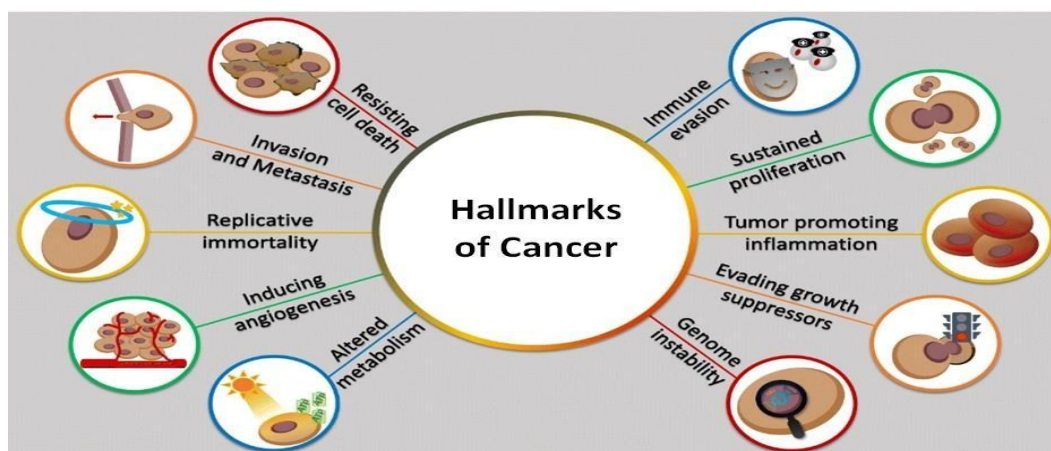 Hallmarks
of Cancer
Resisting
cell death
Invasion
and Metastasis
Replicative
immortality
Inducing
angiogenesis
Altered
metabolism
Immune
evasion
Sustained
proliferation
Tumor promoting
inflammation
Evading growth
suppressors
Genome
instability